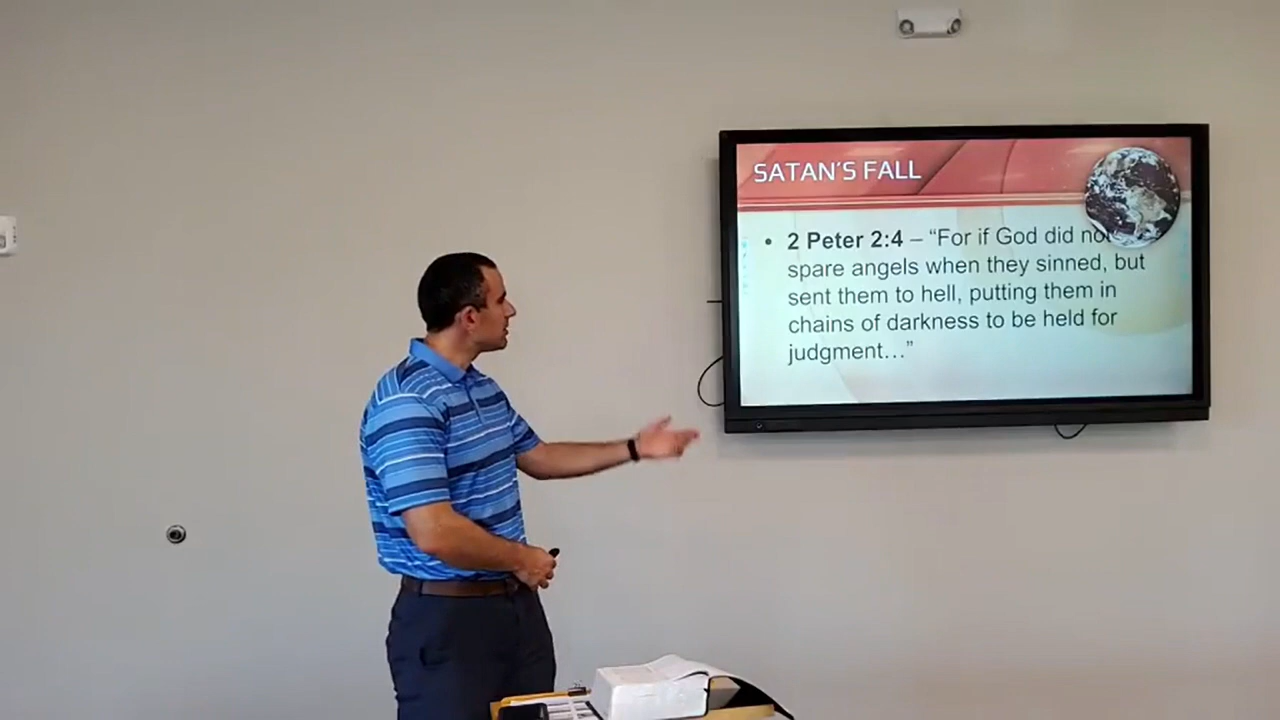 SATAN'S FALL
• 2 Peter 2:4 – “For if God did not
spare angels when they sinned, but
sent them to hell, putting them in
chains of darkness to be held for
judgment…”